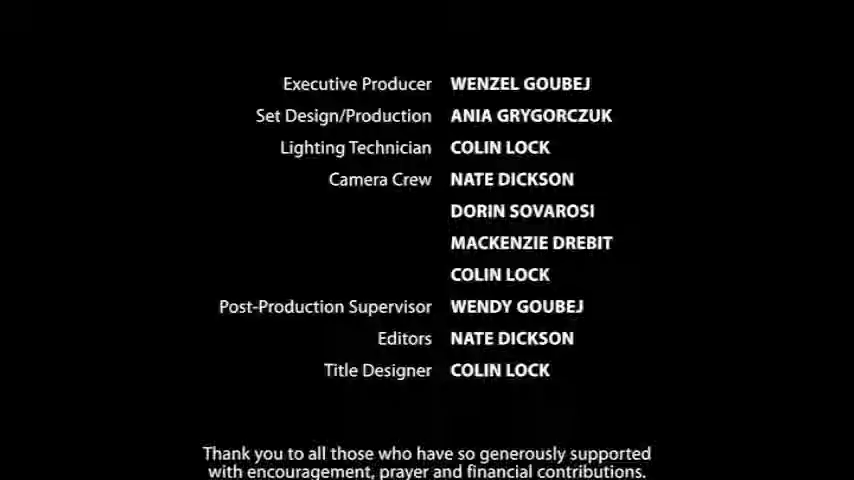 Executive Producer WENZEL GOUBEJ
Set Design/Production ANIA GRYGORCZUK
Lighting Technician COLIN LOCK
Camera Crew NATE DICKSON
DORIN SOVAROSI
MACKENZIE DREBIT
COLIN LOCK
Post-Production Supervisor WENDY GOUBEJ
Editors NATE DICKSON
Title Designer COLIN LOCK
Thank you to all those who have so generously supported
with encouragement, prayer and financial contributions.